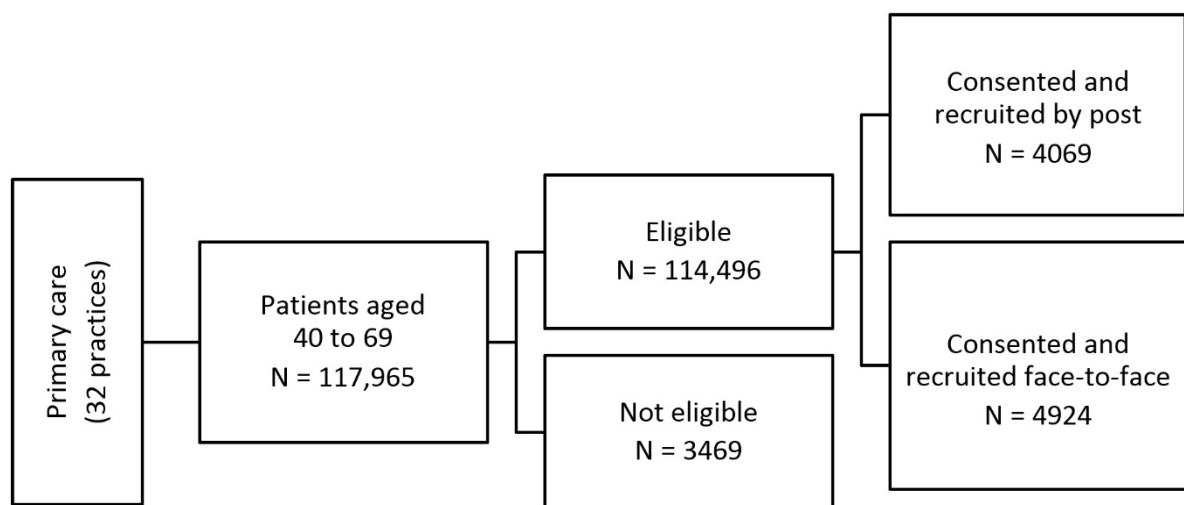 Primary care
(32 practices)
Patients aged
40 to 69
N = 117,965
Eligible
N = 114,496
Not eligible
N = 3469
Consented and
recruited by post
N = 4069
Consented and
recruited face-to-face
N = 4924